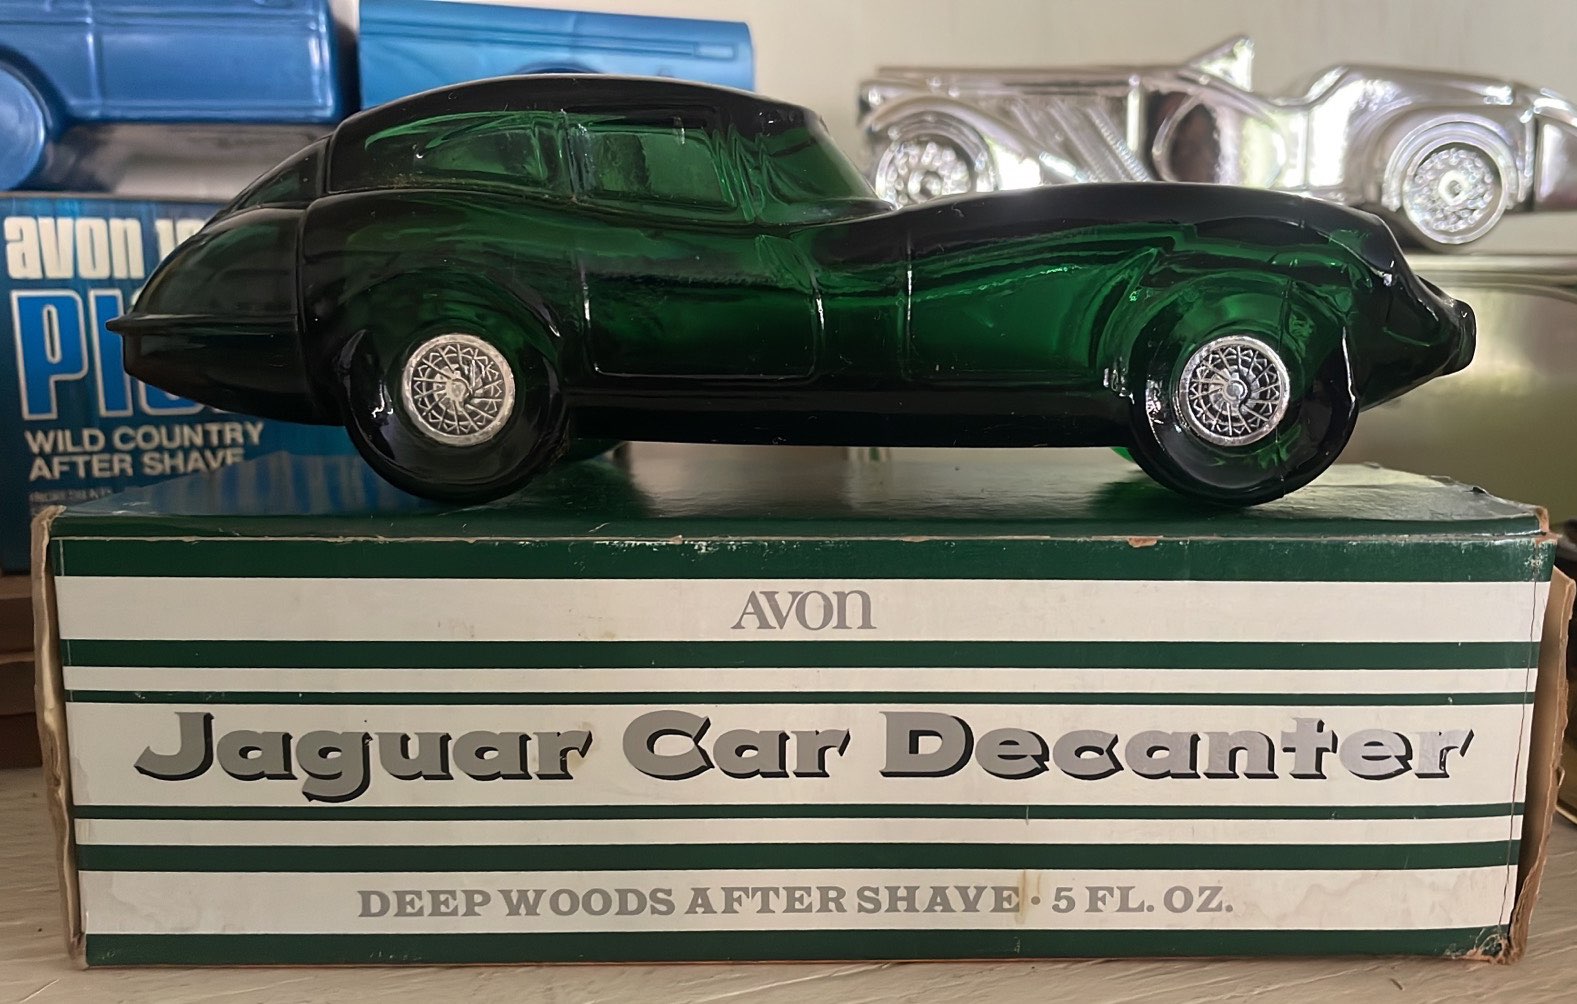 avon
WILD COUNTRY
AFTER SHAVE
AVON
Jaguar Car Decanter
DEEP WOODS AFTER SHAVE · 5 FL. OZ.